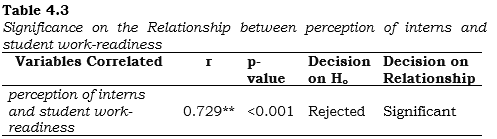 Table 4.3
Significance on the Relationship between perception of interns and
student work-readiness
Variables Correlated r p- Decision Decision on
value on Hₒ Relationship
perception of interns
and student work- 0.729** <0.001 Rejected Significant
readiness